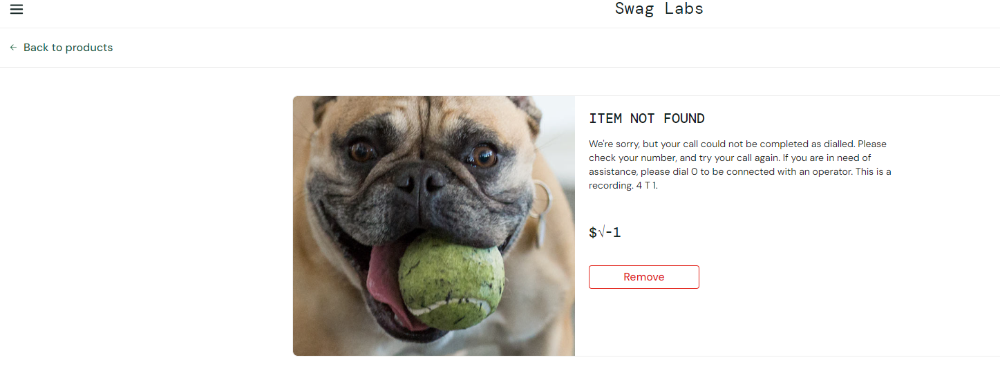 Swag Labs
Back to products
ITEM NOT FOUND
We're sorry, but your call could not be completed as dialled. Please
check your number, and try your call again. If you are in need of
assistance, please dial 0 to be connected with an operator. This is a
recording. 4 T 1.
$√-1
Remove